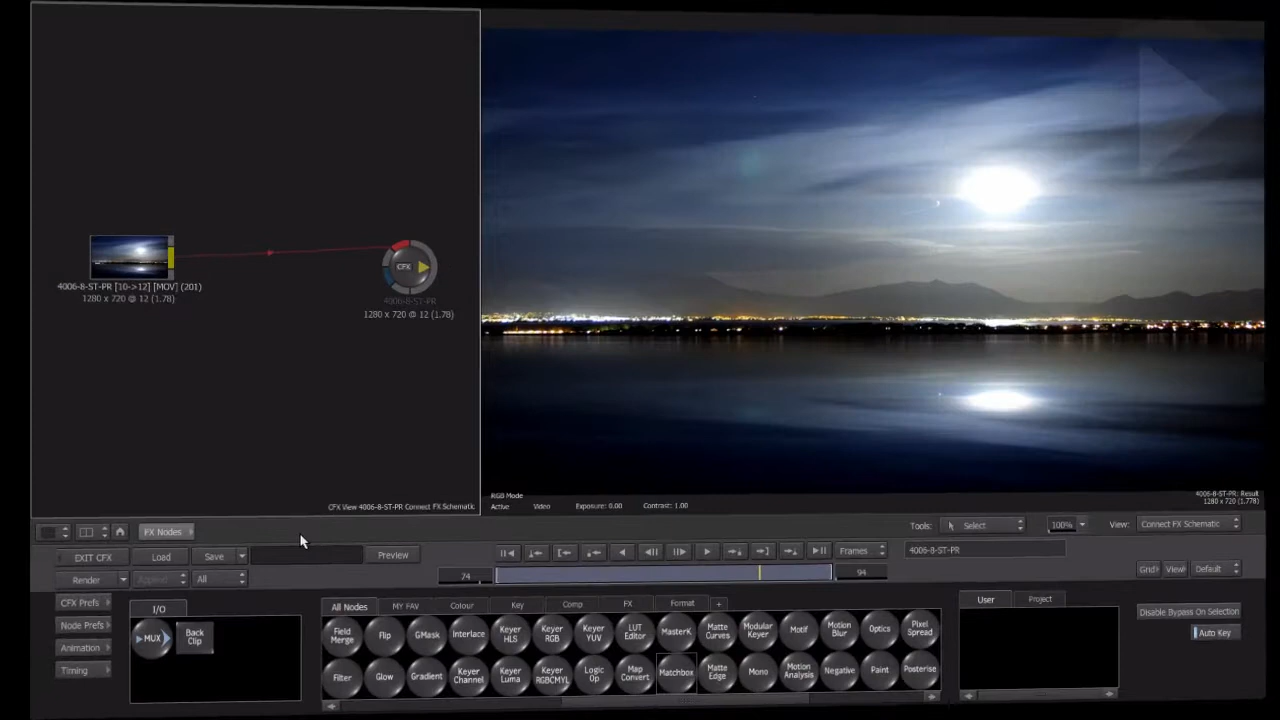 4006-8-ST-PR [10->12] [MOV] (201)
1280 x 720 @ 12 (1.78)
CFX
4006-8-ST-PR
1280 x 720 @ 12 (1.78)
CFX View 4006-8-ST-PR Connect FX Schematic
RGB Mode
Active Video Exposure: 0.00 Contrast: 1.00
4006-8-ST-PR: Result
1280 x 720 (1.778)
FX Nodes
Tools: Select 100% View: Connect FX Schematic
EXIT CFX Load Save Preview
Frames 4006-8-ST-PR
Render Append All
74 94
Grid View Default
CFX Prefs
Node Prefs
Animation
Timing
I/O
MUX Back Clip
All Nodes MY FAV Colour Key Comp FX Format +
Field Merge Flip GMask Interlace Keyer HLS Keyer RGB Keyer YUV LUT Editor MasterK Matte Curves Modular Keyer Motif Motion Blur Optics Pixel Spread
Filter Glow Gradient Keyer Channel Keyer Luma Keyer RGBCMYL Logic Op Map Convert Matchbox Matte Edge Mono Motion Analysis Negative Paint Posterise
User Project
Disable Bypass On Selection
Auto Key